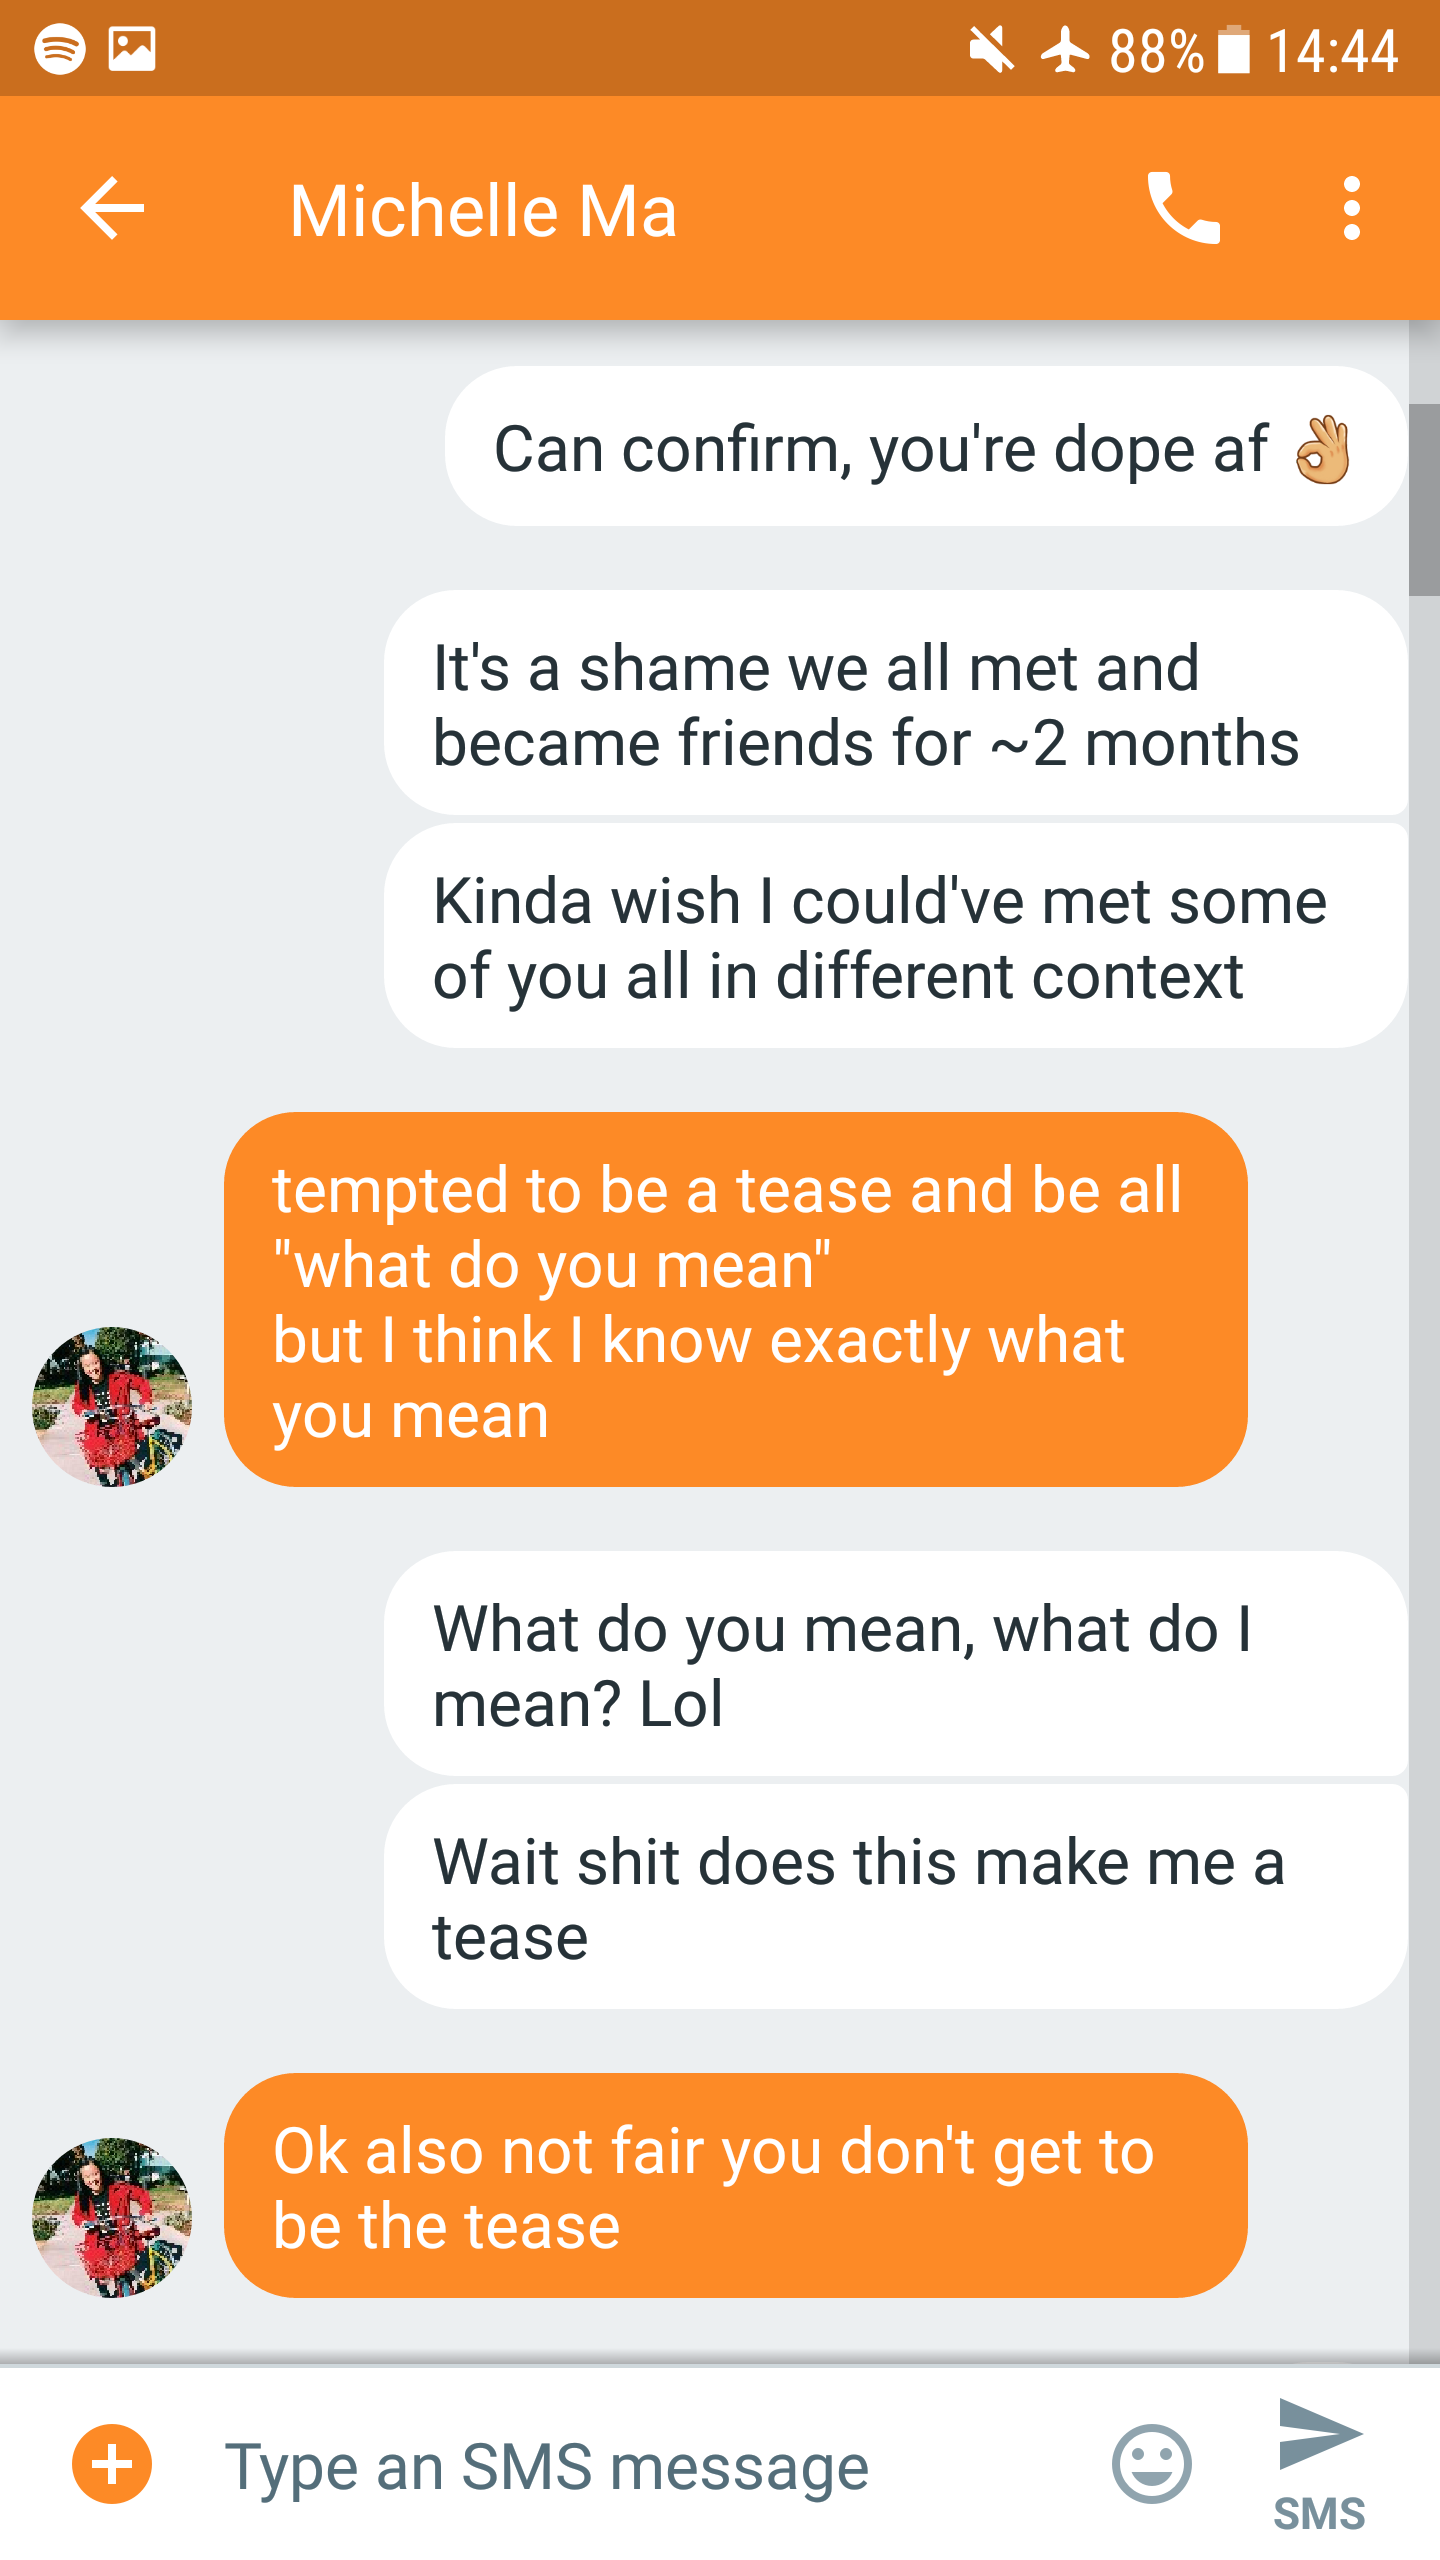 88% 14:44
Michelle Ma
Can confirm, you're dope af 👌
It's a shame we all met and
became friends for ~2 months
Kinda wish I could've met some
of you all in different context
tempted to be a tease and be all
"what do you mean"
but I think I know exactly what
you mean
What do you mean, what do I
mean? Lol
Wait shit does this make me a
tease
Ok also not fair you don't get to
be the tease
Type an SMS message
SMS